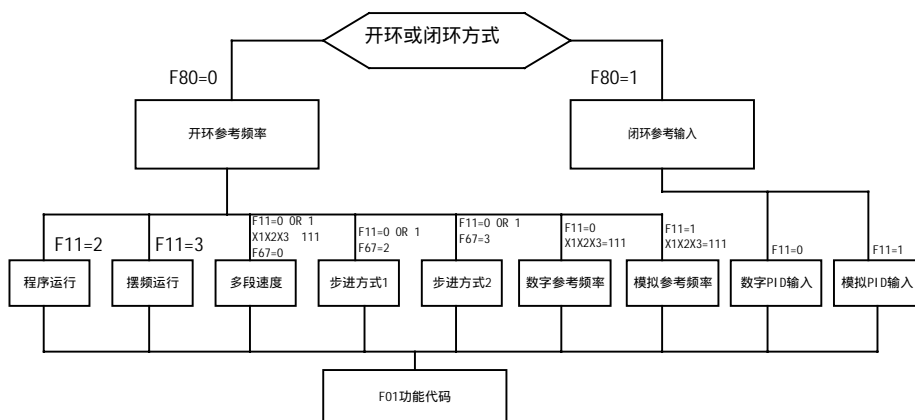 开环或闭环方式
F80=0
F80=1
开环参考频率
闭环参考输入
F11=2
F11=3
F11=0 OR 1
X1X2X3 111
F67=0
F11=0 OR 1
F67=2
F11=0 OR 1
F67=3
F11=0
X1X2X3=111
F11=1
X1X2X3=111
F11=0
F11=1
程序运行
摆频运行
多段速度
步进方式1
步进方式2
数字参考频率
模拟参考频率
数字PID输入
模拟PID输入
F01功能代码